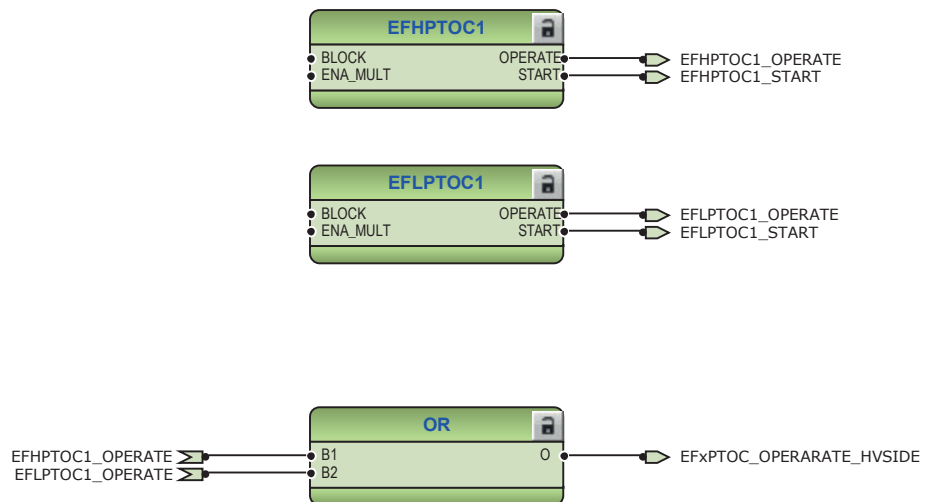 EFHPTOC1
BLOCK OPERATE EFHPTOC1_OPERATE
ENA_MULT START EFHPTOC1_START
EFLPTOC1
BLOCK OPERATE EFLPTOC1_OPERATE
ENA_MULT START EFLPTOC1_START
OR
EFHPTOC1_OPERATE B1 O EFxPTOC_OPERARATE_HVSIDE
EFLPTOC1_OPERATE B2